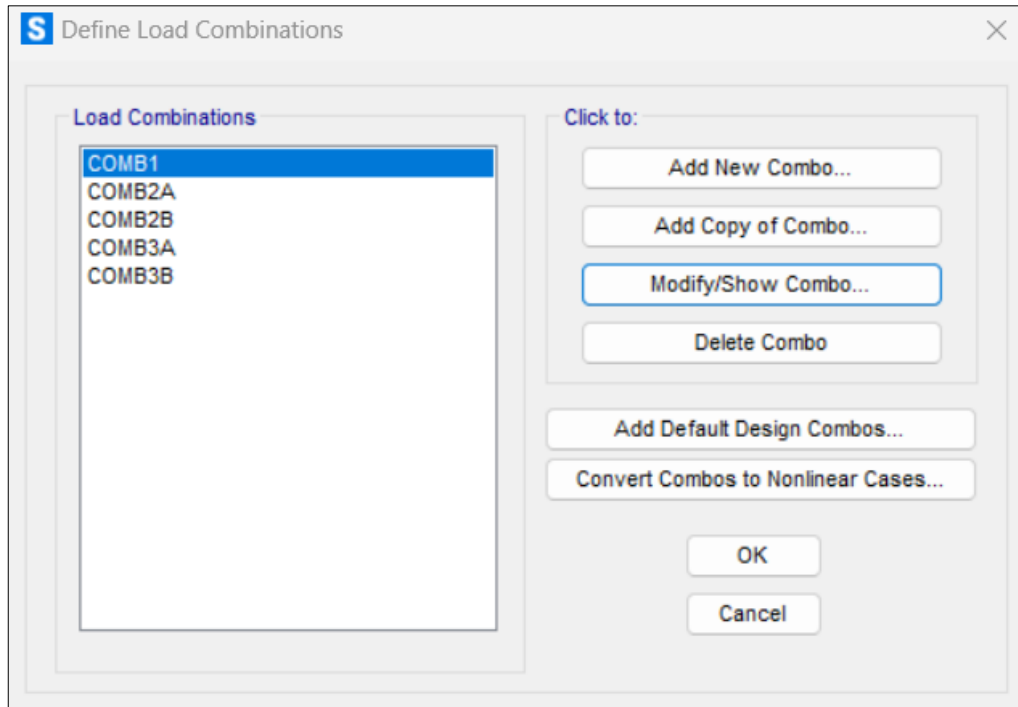 S Define Load Combinations
Load Combinations
COMB1
COMB2A
COMB2B
COMB3A
COMB3B
Click to:
Add New Combo...
Add Copy of Combo...
Modify/Show Combo...
Delete Combo
Add Default Design Combos...
Convert Combos to Nonlinear Cases...
OK
Cancel